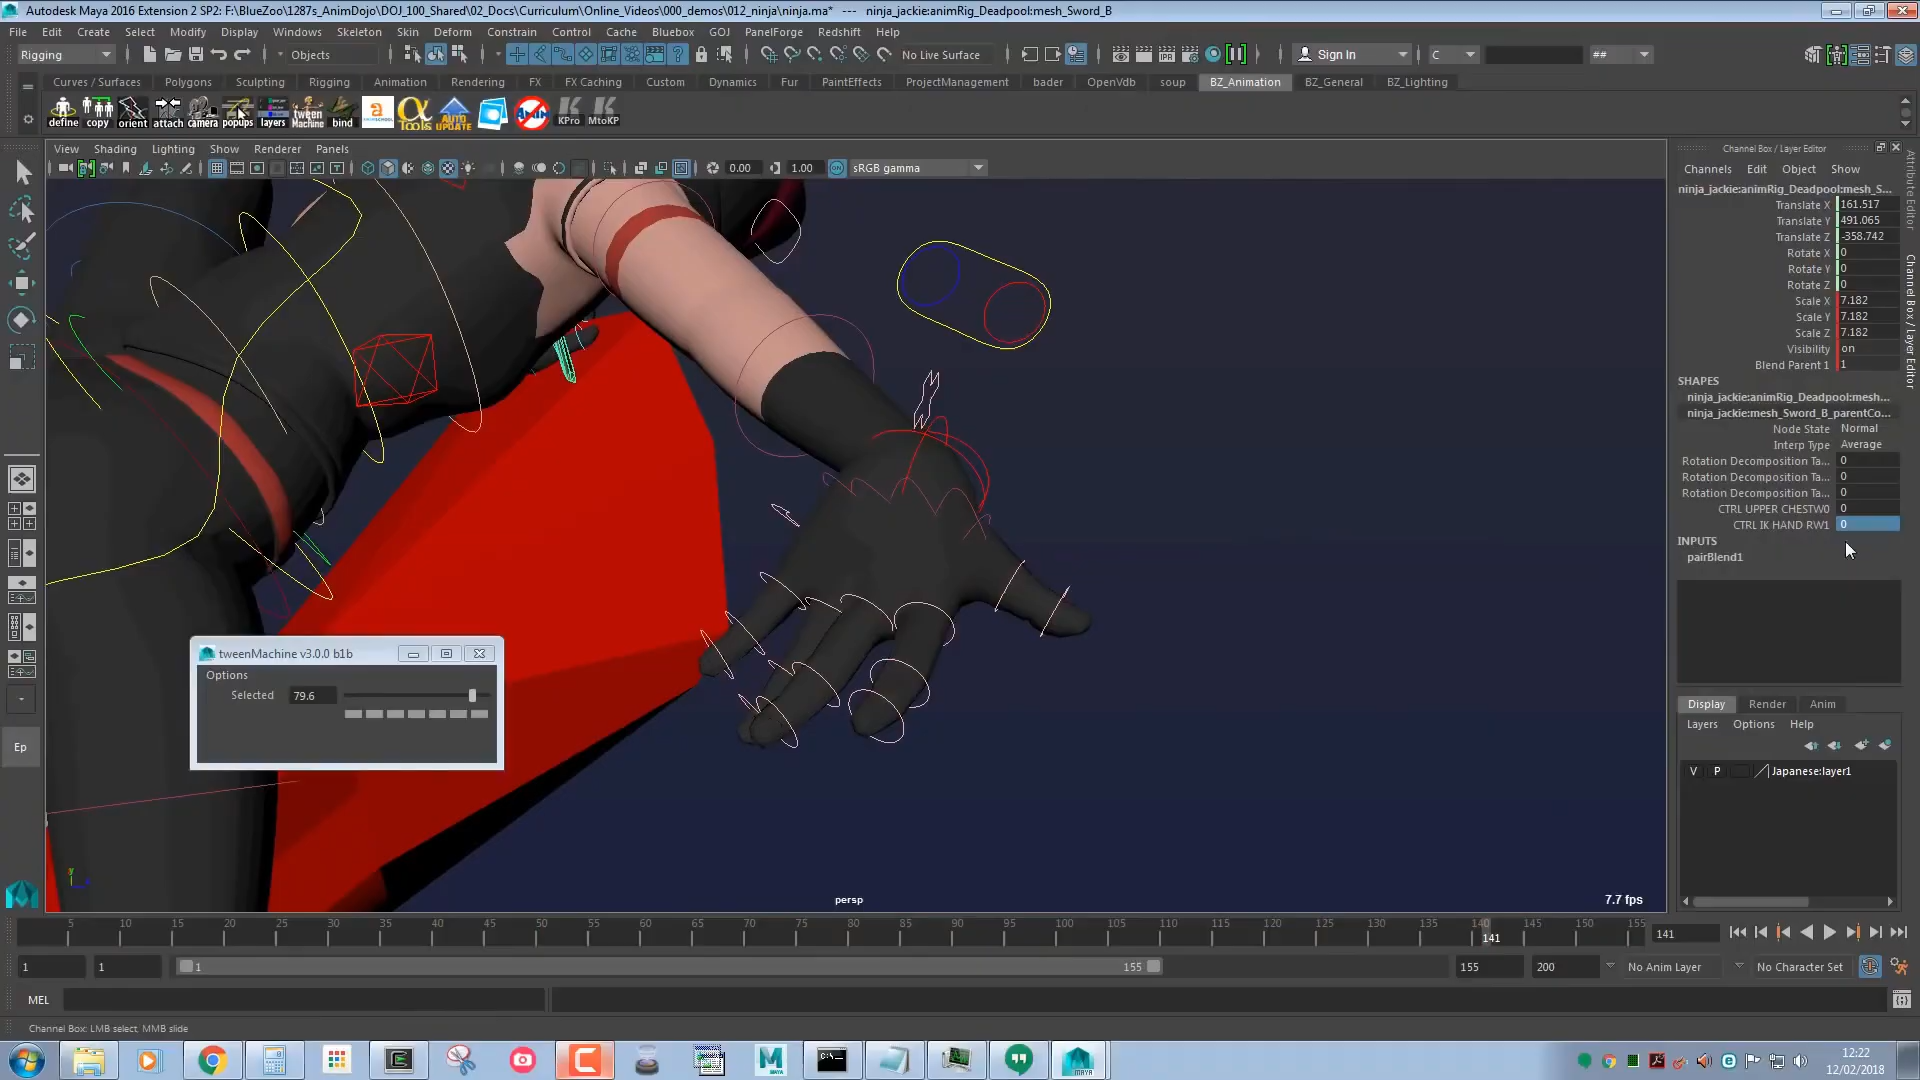 Autodesk Maya 2016 Extension 2 SP2: F:\BlueZoo\1287s_AnimDojo\DOJ_100_Shared\02_Docs\Curriculum\Online_Videos\000_demos\012_ninja\ninja.ma* --- ninja_jackie:animRig_Deadpool:mesh_Sword_B
File Edit Create Select Modify Display Windows Skeleton Skin Deform Constrain Control Cache Bluebox GOJ PanelForge Redshift Help
Rigging Objects No Live Surface Sign In C ##
Curves / Surfaces Polygons Sculpting Rigging Animation Rendering FX FX Caching Custom Dynamics Fur PaintEffects ProjectManagement bader OpenVdb soup BZ_Animation BZ_General BZ_Lighting
define copy orient attach camera popups layers tween Machine bind Tools AUTO UPDATE KPro MtoKP
View Shading Lighting Show Renderer Panels
0.00 1.00 sRGB gamma
Channel Box / Layer Editor
Channels Edit Object Show
ninja_jackie:animRig_Deadpool:mesh_S...
Translate X 161.517
Translate Y 491.065
Translate Z -358.742
Rotate X 0
Rotate Y 0
Rotate Z 0
Scale X 7.182
Scale Y 7.182
Scale Z 7.182
Visibility on
Blend Parent 1 1
SHAPES
ninja_jackie:animRig_Deadpool:mesh...
ninja_jackie:mesh_Sword_B_parentCo...
Node State Normal
Interp Type Average
Rotation Decomposition Ta... 0
Rotation Decomposition Ta... 0
Rotation Decomposition Ta... 0
CTRL UPPER CHESTW0 0
CTRL IK HAND RW1 0
INPUTS
pairBlend1
Attribute Editor
Channel Box / Layer Editor
tweenMachine v3.0.0 b1b
Options
Selected 79.6
Ep
Display Render Anim
Layers Options Help
V P Japanese:layer1
persp
7.7 fps
5 10 15 20 25 30 35 40 45 50 55 60 65 70 75 80 85 90 95 100 105 110 115 120 125 130 135 140 145 150 155
141 141
1 1 1 155 155 200 No Anim Layer No Character Set
MEL
Channel Box: LMB select, MMB slide
12:22
12/02/2018